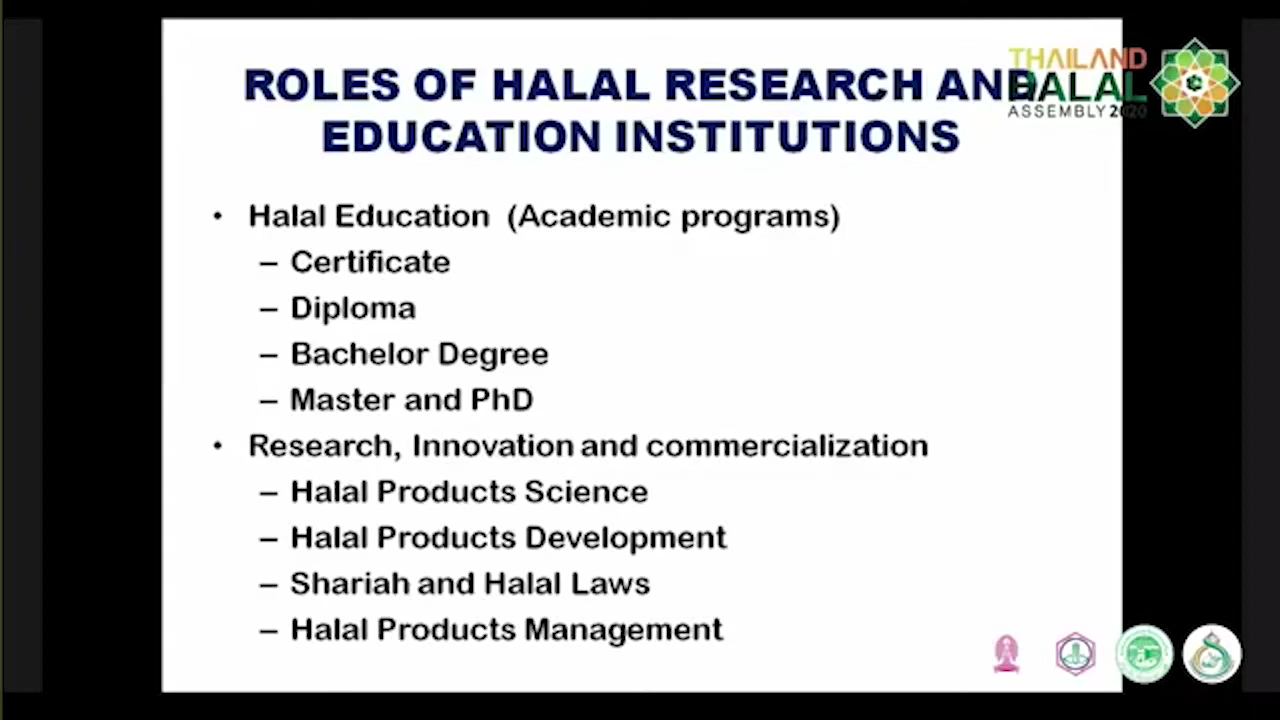 ROLES OF HALAL RESEARCH AND
EDUCATION INSTITUTIONS
THAILAND
HALAL
ASSEMBLY 2020
• Halal Education (Academic programs)
– Certificate
– Diploma
– Bachelor Degree
– Master and PhD
• Research, Innovation and commercialization
– Halal Products Science
– Halal Products Development
– Shariah and Halal Laws
– Halal Products Management